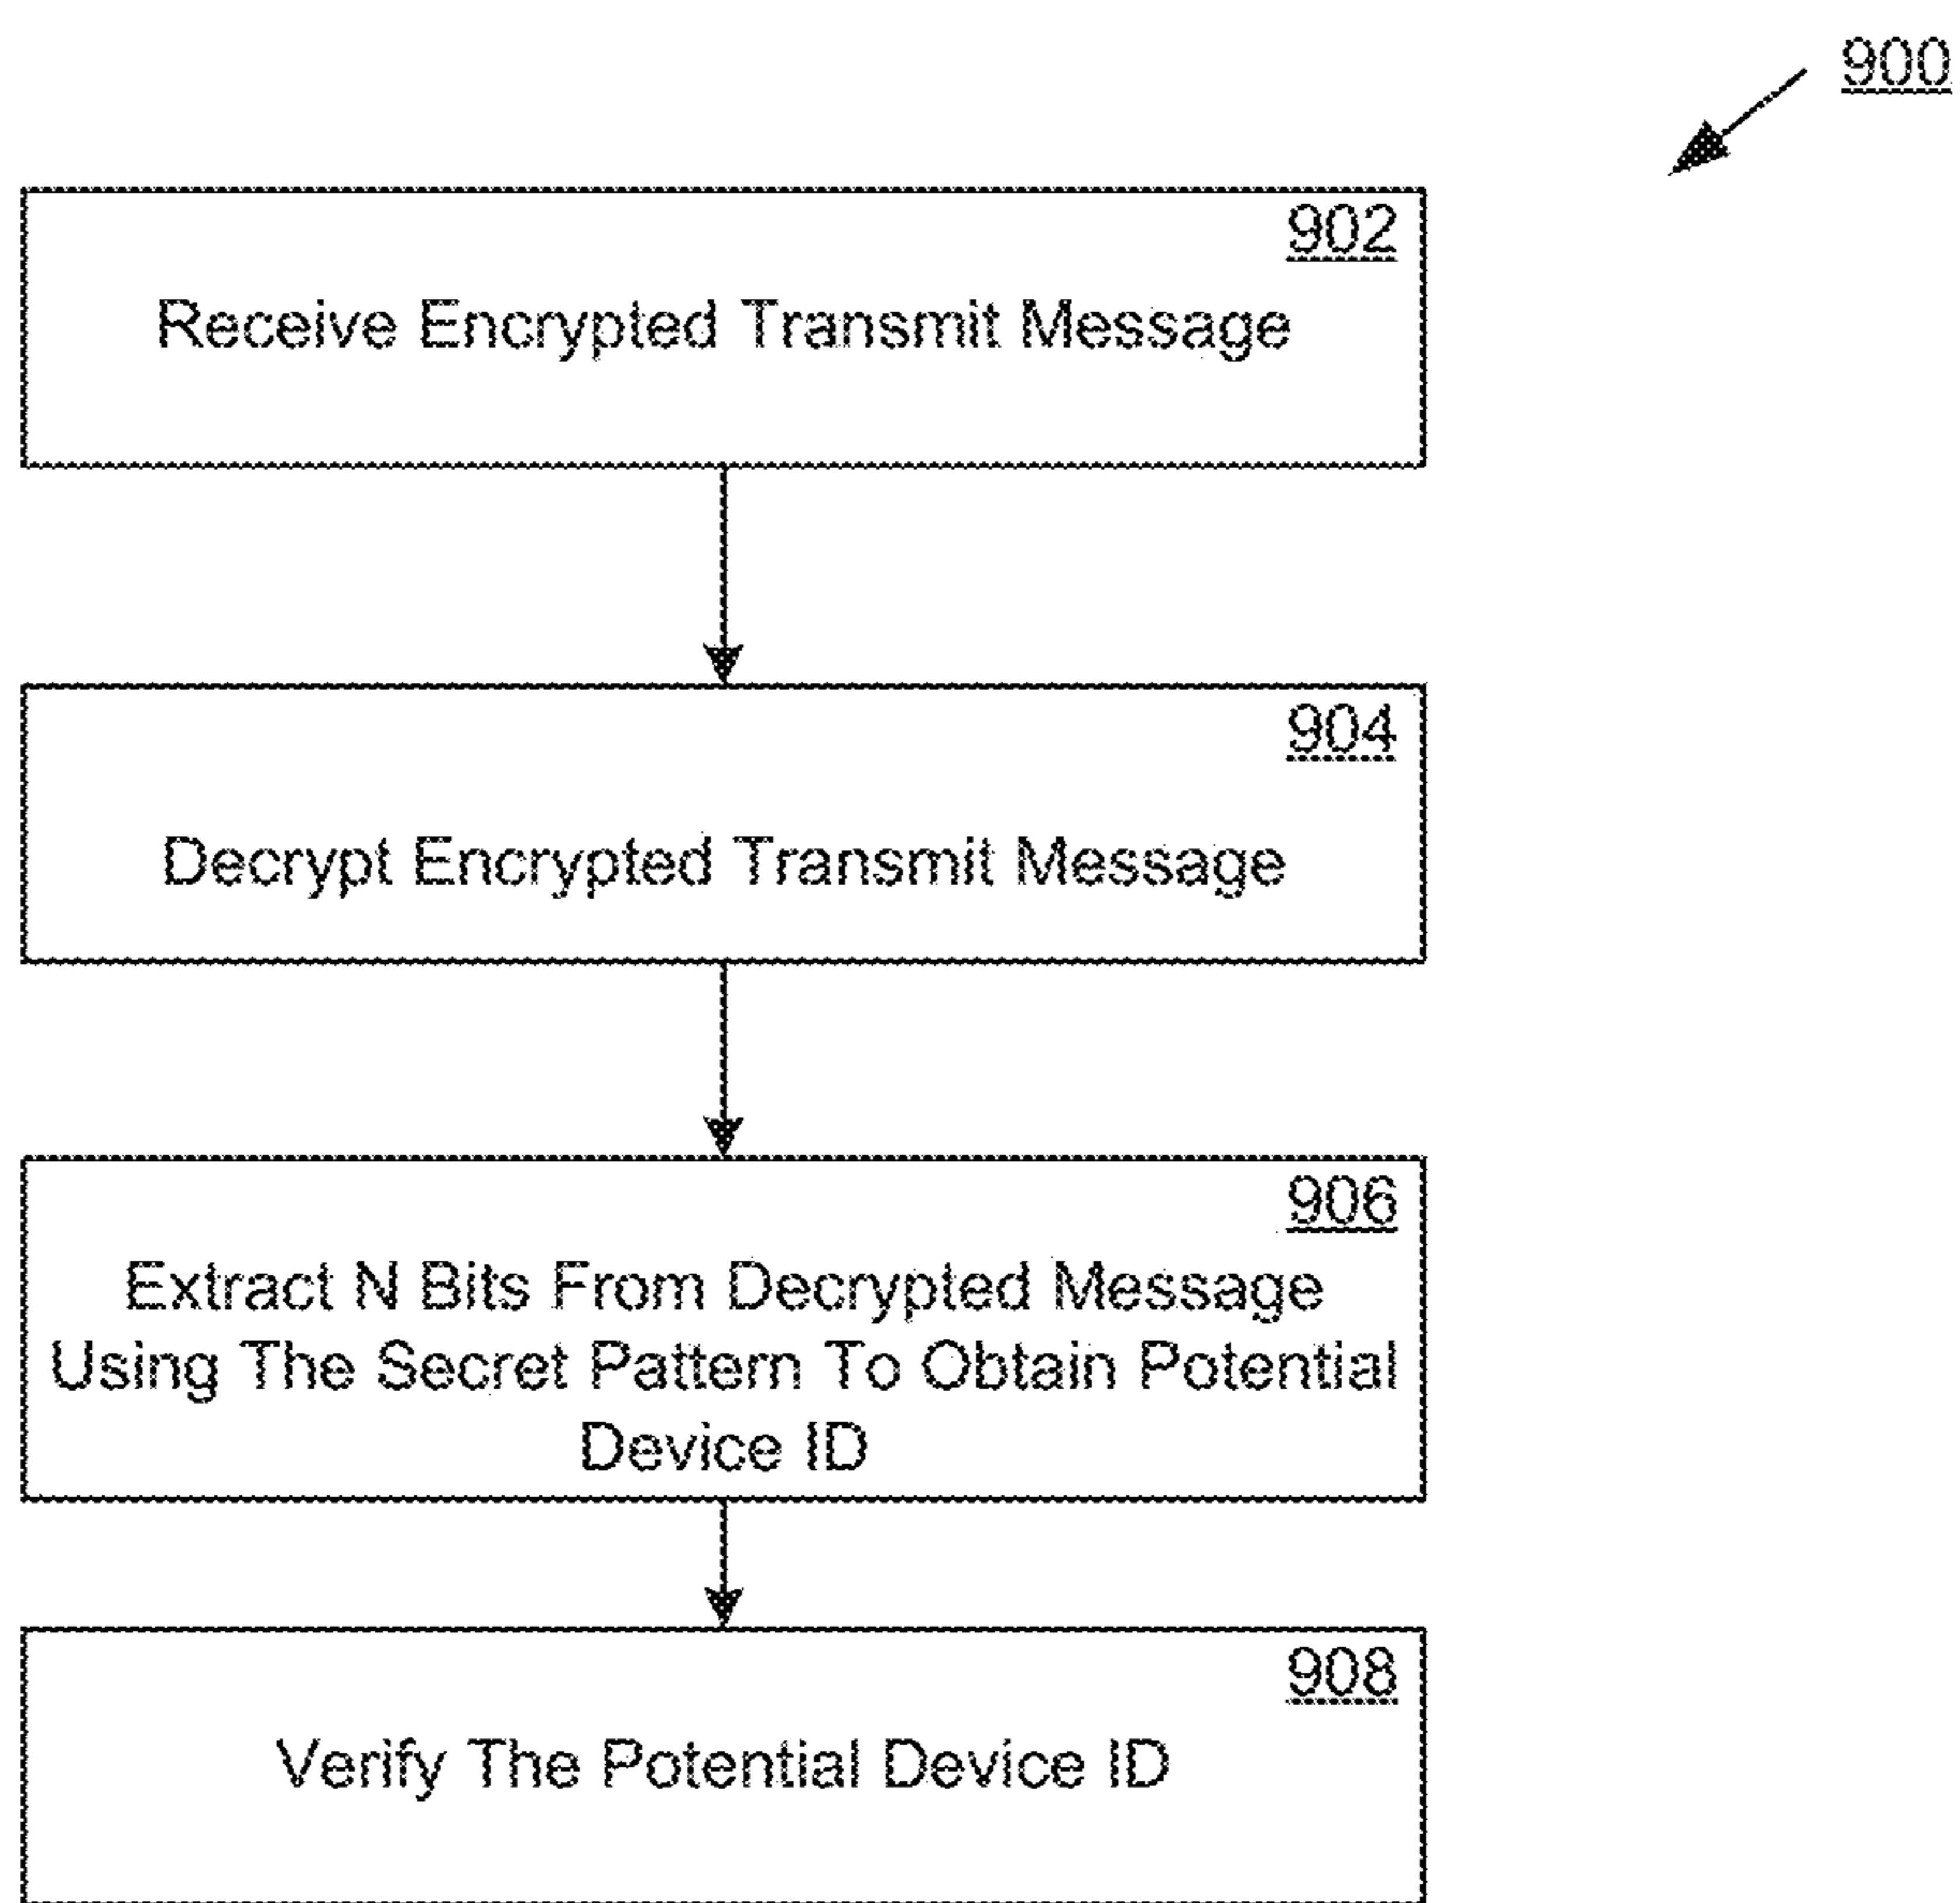 900
902
Receive Encrypted Transmit Message
904
Decrypt Encrypted Transmit Message
906
Extract N Bits From Decrypted Message
Using The Secret Pattern To Obtain Potential
Device ID
908
Verify The Potential Device ID